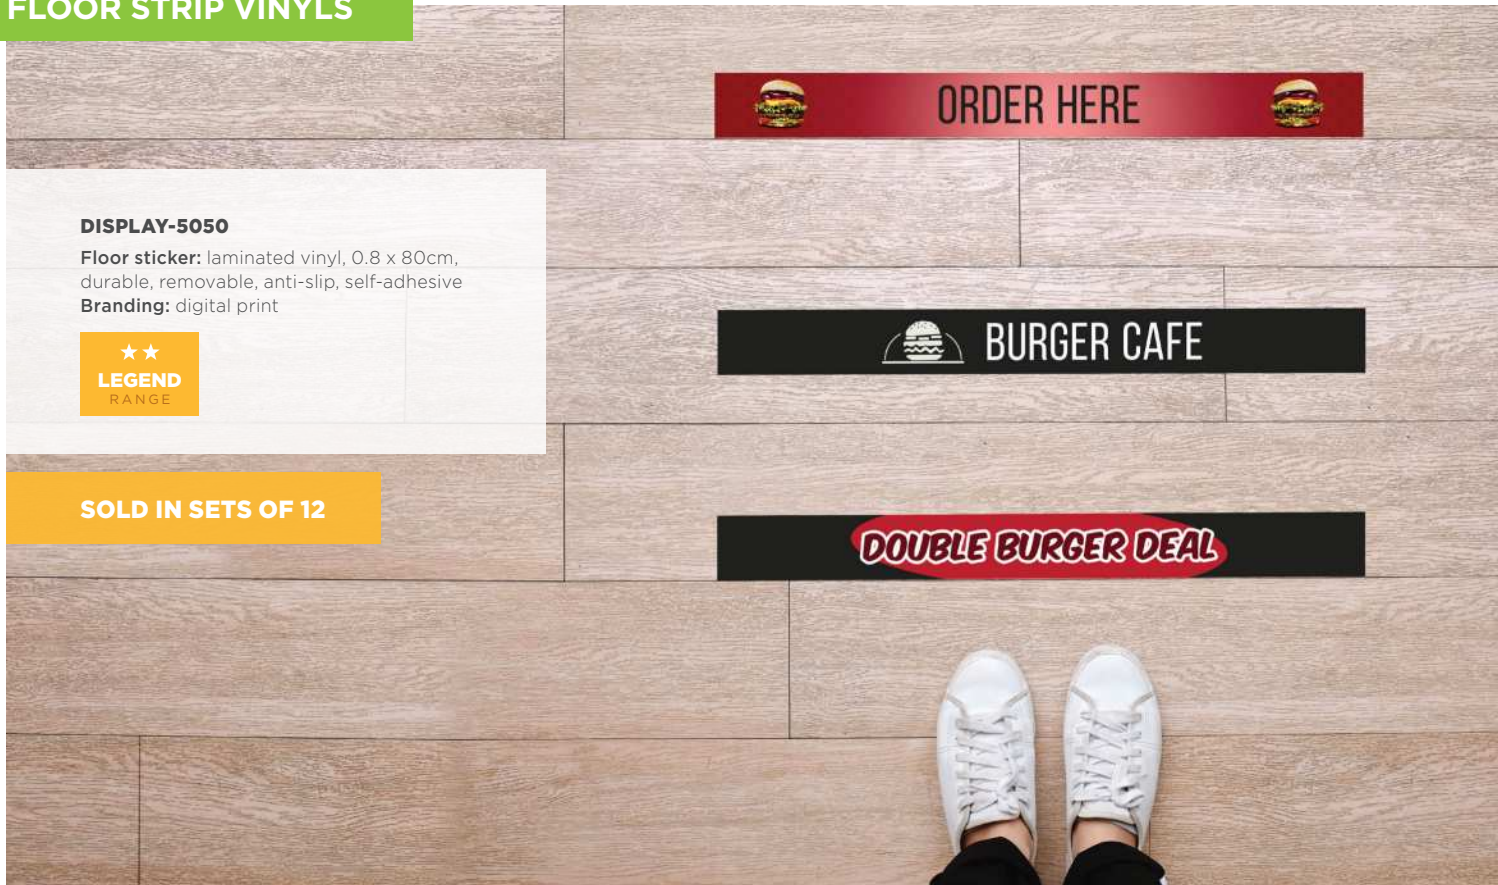 FLOOR STRIP VINYLS
ORDER HERE
DISPLAY-5050
Floor sticker: laminated vinyl, 0.8 x 80cm,
durable, removable, anti-slip, self-adhesive
Branding: digital print
LEGEND
RANGE
BURGER CAFE
SOLD IN SETS OF 12
DOUBLE BURGER DEAL